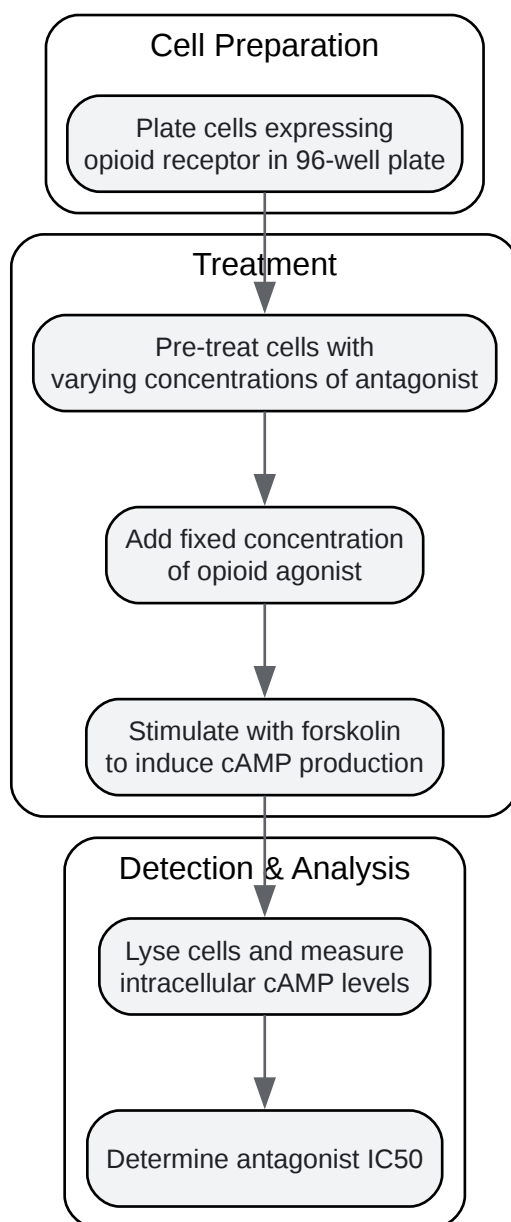 Cell Preparation
Plate cells expressing
opioid receptor in 96-well plate
Treatment
Pre-treat cells with
varying concentrations of antagonist
Add fixed concentration
of opioid agonist
Stimulate with forskolin
to induce cAMP production
Detection & Analysis
Lyse cells and measure
intracellular cAMP levels
Determine antagonist IC50